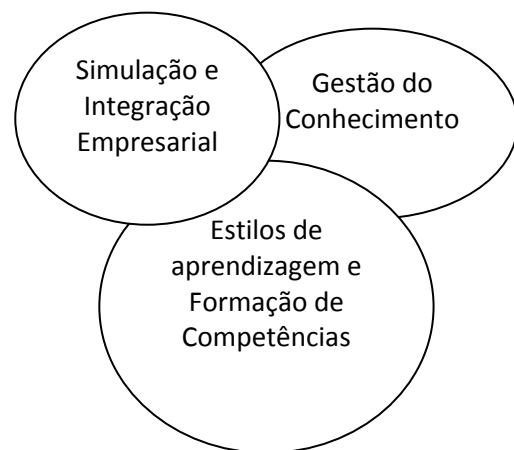 Simulação e
Integração
Empresarial
Gestão do
Conhecimento
Estilos de
aprendizagem e
Formação de
Competências